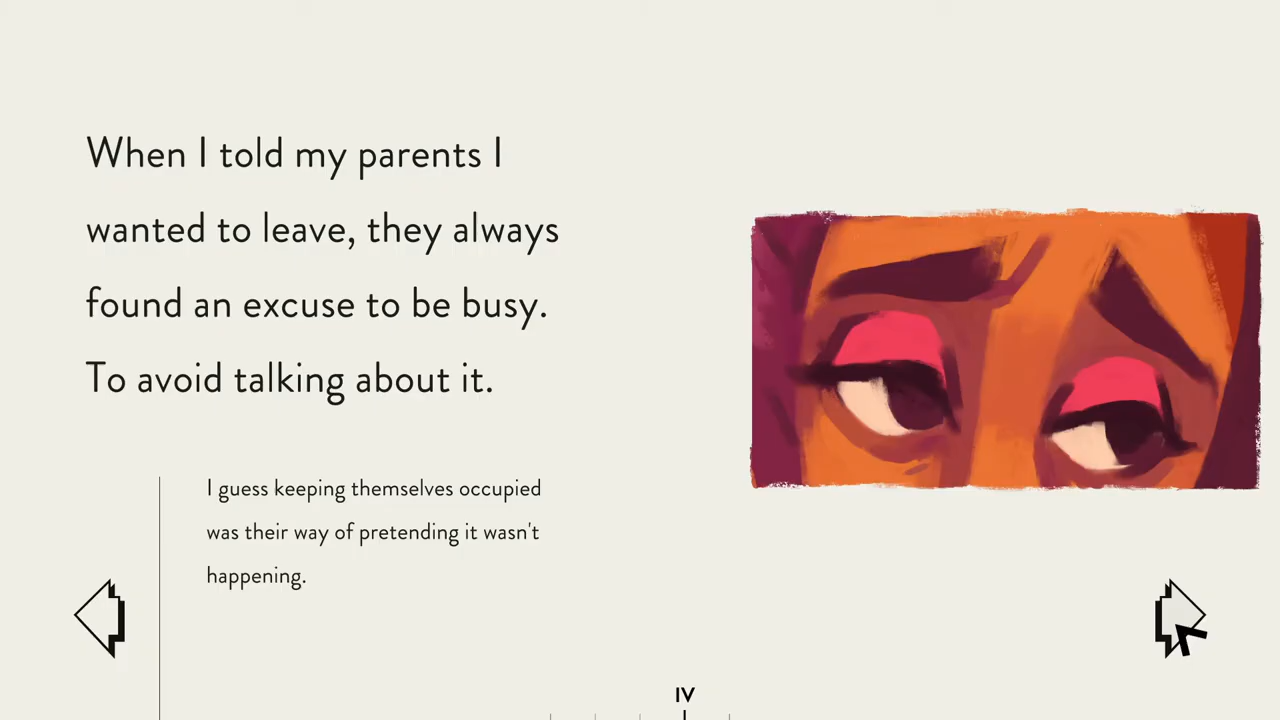 When I told my parents I
wanted to leave, they always
found an excuse to be busy.
To avoid talking about it.
I guess keeping themselves occupied
was their way of pretending it wasn't
happening.
IV